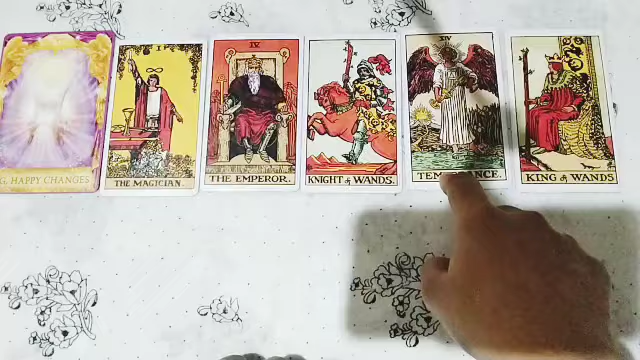 G, HAPPY CHANGES
I
THE MAGICIAN.
IV
THE EMPEROR.
KNIGHT of WANDS.
XIV
KING of WANDS